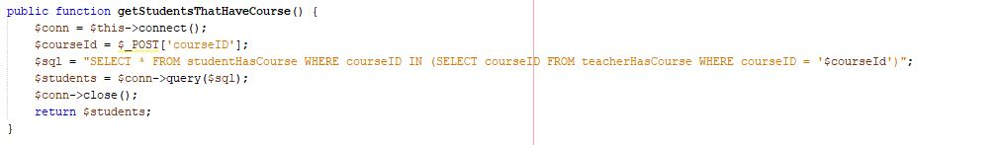 public function getStudentsThatHaveCourse() {
$conn = $this->connect();
$courseId = $_POST['courseID'];
$sql = "SELECT * FROM studentHasCourse WHERE courseID IN (SELECT courseID FROM teacherHasCourse WHERE courseID = '$courseId')";
$students = $conn->query($sql);
$conn->close();
return $students;
}